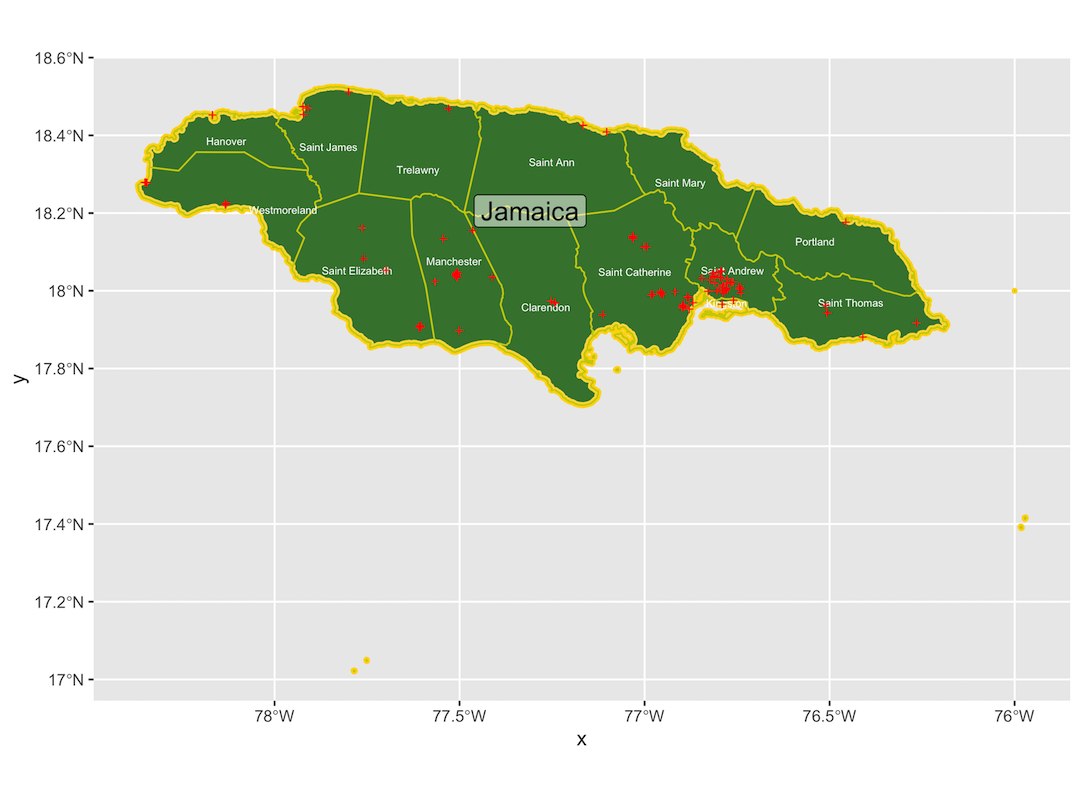 18.6°N
18.4°N
18.2°N
18°N
17.8°N
17.6°N
17.4°N
17.2°N
17°N
y
Hanover
Saint James
Trelawny
Saint Ann
Saint Mary
Westmoreland
Jamaica
Portland
Saint Elizabeth
Manchester
Saint Catherine
Saint Andrew
Clarendon
Kingston
Saint Thomas
78°W
77.5°W
77°W
76.5°W
76°W
x